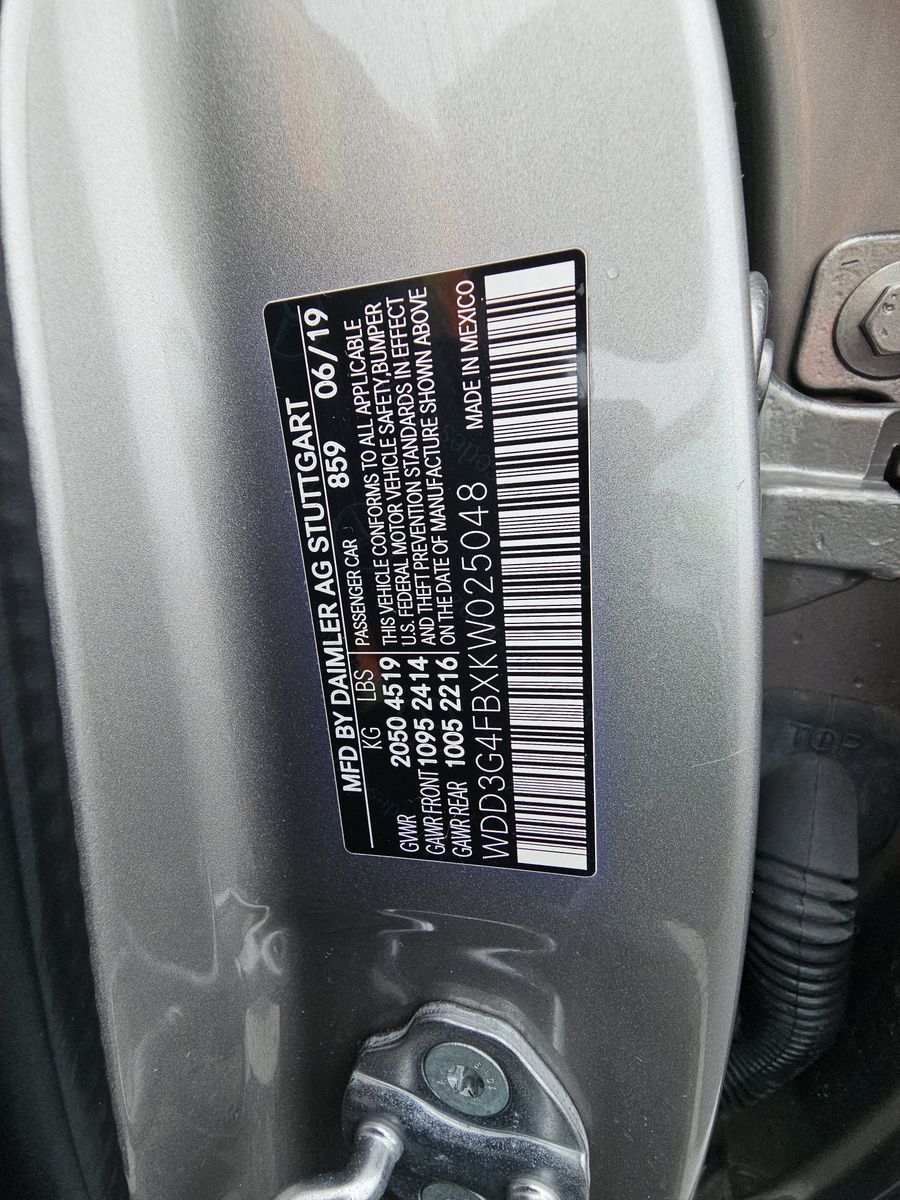 MFD BY DAIMLER AG STUTTGART
859 06/19
KG LBS PASSENGER CAR
GVWR 2050 4519 THIS VEHICLE CONFORMS TO ALL APPLICABLE
GAWR FRONT 1095 2414 U.S. FEDERAL MOTOR VEHICLE SAFETY,BUMPER
GAWR REAR 1005 2216 AND THEFT PREVENTION STANDARDS IN EFFECT
ON THE DATE OF MANUFACTURE SHOWN ABOVE
WDD3G4FBXKW025048 MADE IN MEXICO
TOP